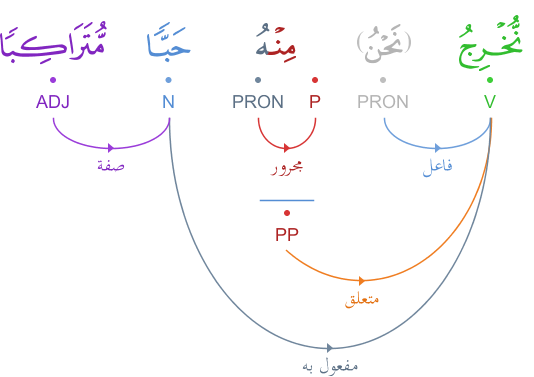 نُّخْرِجُ (نَحْنُ) مِنْهُ حَبًّا مُّتَرَاكِبًا
V PRON P PRON N ADJ
فاعل مجرور صفة
PP
متعلق
مفعول به